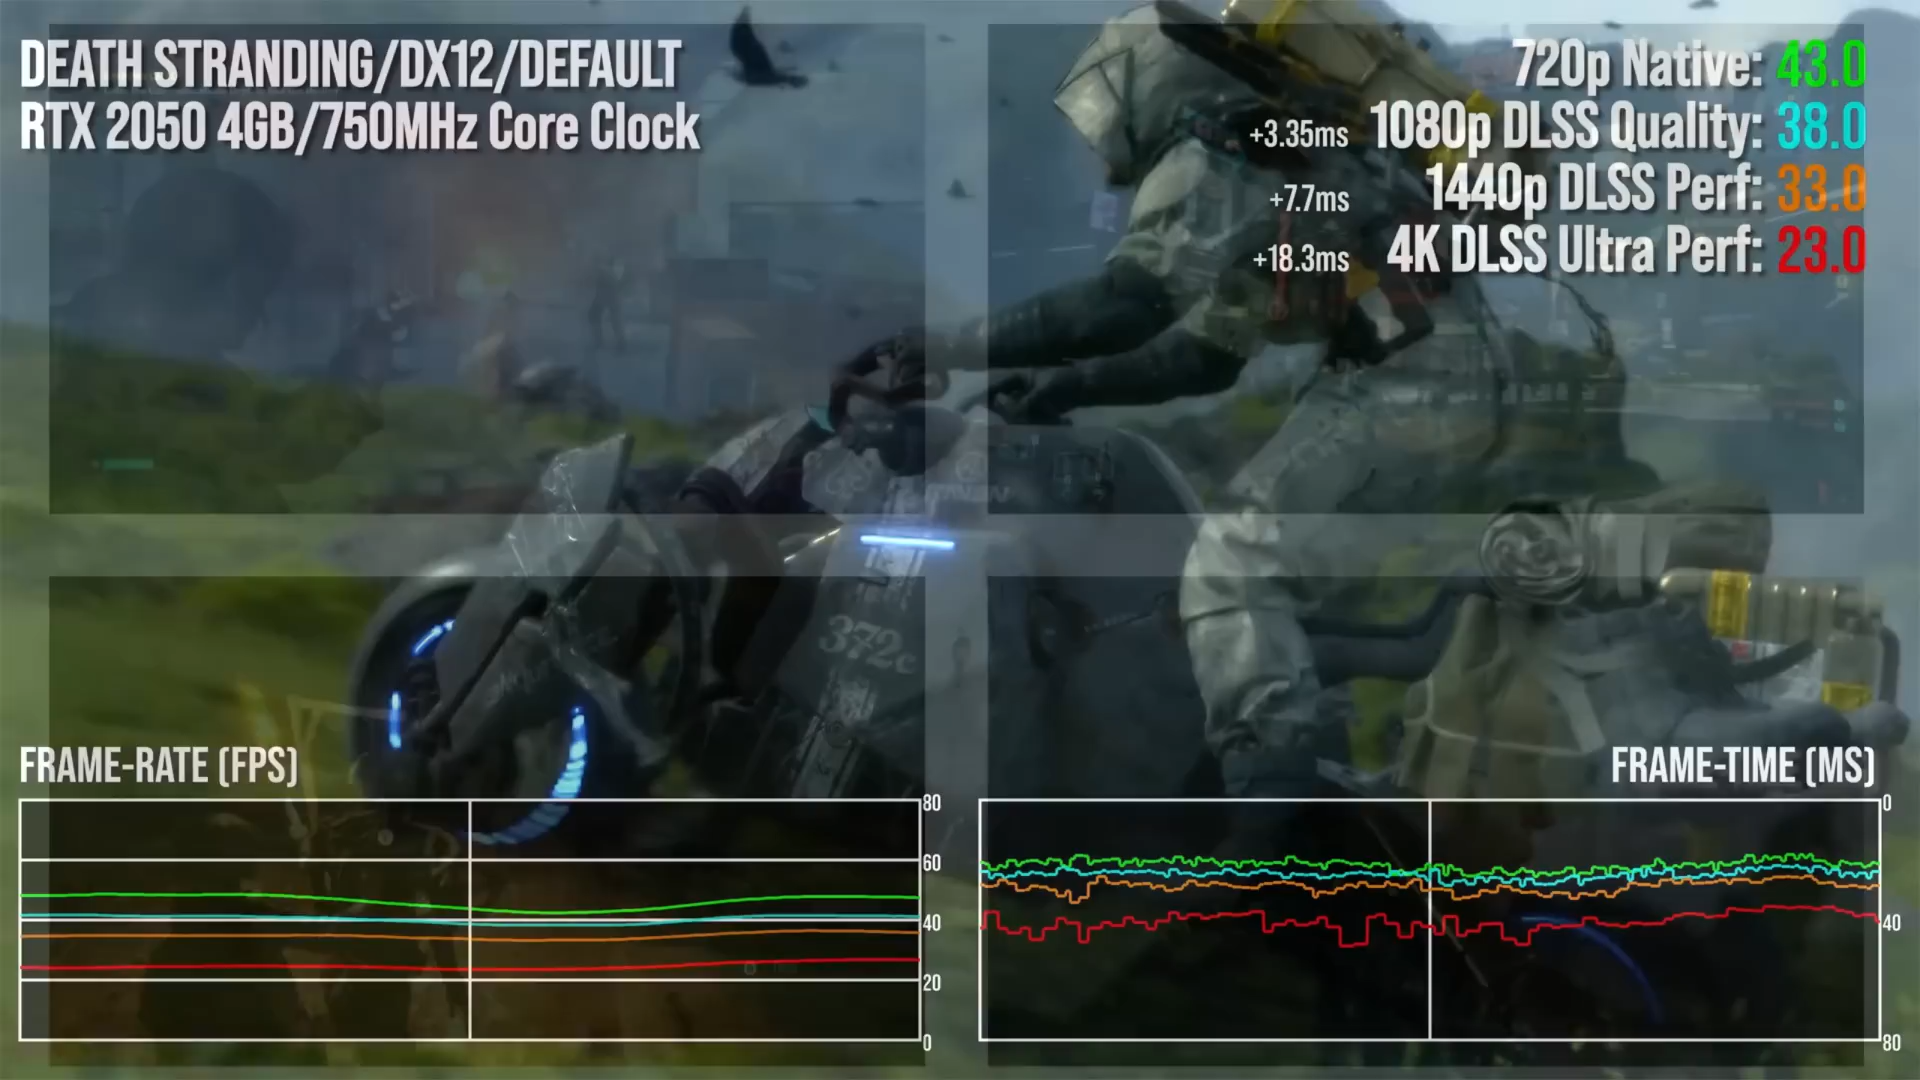 DEATH STRANDING/DX12/DEFAULT
RTX 2050 4GB/750MHz Core Clock
720p Native: 43.0
+3.35ms 1080p DLSS Quality: 38.0
+7.7ms 1440p DLSS Perf: 33.0
+18.3ms 4K DLSS Ultra Perf: 23.0
372c
FRAME-RATE (FPS)
80
60
40
20
0
FRAME-TIME (MS)
0
40
80